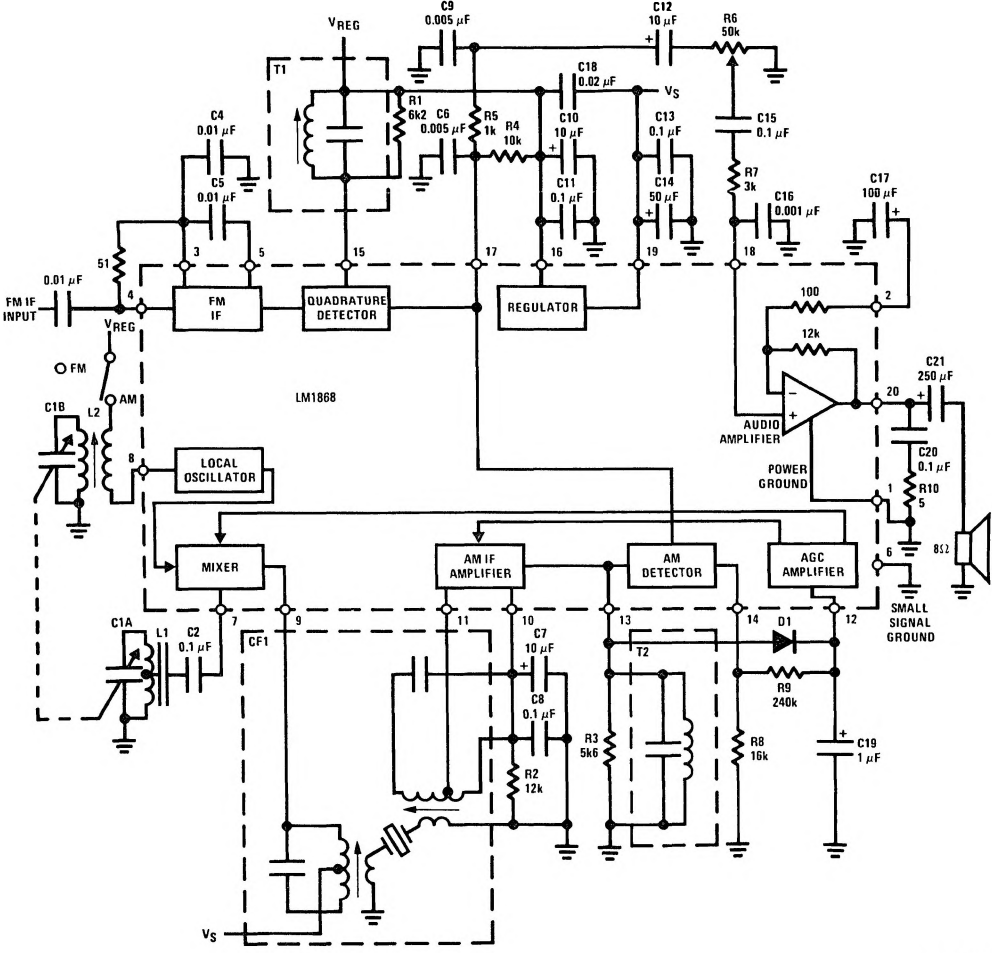 C9
0.005 μF
C12
10 μF
R6
50k
VREG
T1
C18
0.02 μF
VS
R1
6k2
C6
0.005 μF
R5
1k
R4
10k
C10
10 μF
C13
0.1 μF
C15
0.1 μF
C4
0.01 μF
C5
0.01 μF
C11
0.1 μF
C14
50 μF
R7
3k
C16
0.001 μF
C17
100 μF
51
3
5
15
17
16
19
18
0.01 μF
FM IF
INPUT
4
FM
IF
QUADRATURE
DETECTOR
REGULATOR
100
2
12k
VREG
FM
AM
LM1868
C1B
L2
8
LOCAL
OSCILLATOR
−
+
AUDIO
AMPLIFIER
20
C21
250 μF
C20
0.1 μF
POWER
GROUND
1
R10
5
8Ω
6
MIXER
AM IF
AMPLIFIER
AM
DETECTOR
AGC
AMPLIFIER
SMALL
SIGNAL
GROUND
7
9
11
10
13
14
12
C1A
L1
C2
0.1 μF
CF1
C7
10 μF
C8
0.1 μF
T2
D1
R9
240k
R2
12k
R3
5k6
R8
16k
C19
1 μF
VS